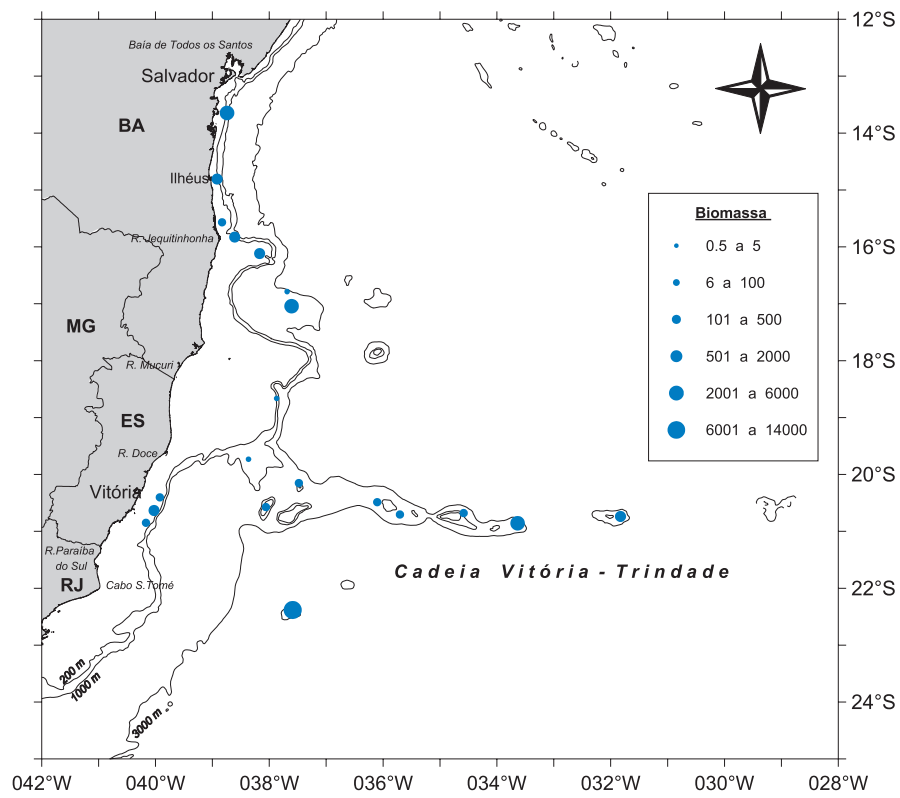 12°S
Baía de Todos os Santos
Salvador
BA
14°S
Ilhéus
Biomassa
0.5 a 5
R. Jequitinhonha
16°S
6 a 100
101 a 500
MG
501 a 2000
R. Mucuri
18°S
2001 a 6000
ES
6001 a 14000
R. Doce
20°S
Vitória
R.Paraíba
do Sul
RJ
Cabo S.Tomé
Cadeia Vitória - Trindade
22°S
200 m
1000 m
3000 m
24°S
042°W 040°W 038°W 036°W 034°W 032°W 030°W 28°W